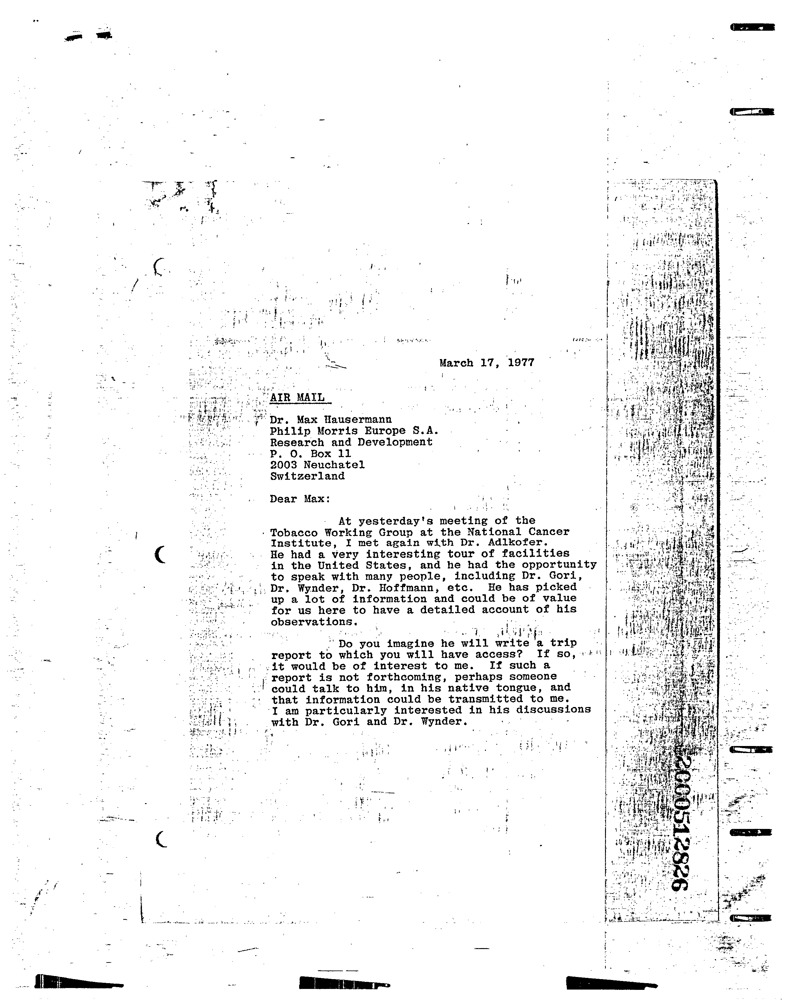 March 17, 1977
AIR MAIL
Dr. Max Hausermann
Philip Morris Europe S.A.
Research and Development
P. O. Box 11
2003 Neuchatel
Switzerland
Dear Max:
At yesterday's meeting of the
Tobacco Working Group at the National Cancer
Institute, I met again with Dr. Adlkofer.
He had a very interesting tour of facilities
in the United States, and he had the opportunity
to speak with many people, including Dr. Gori,
Dr. Wynder, Dr. Hoffmann, etc. He has picked
up a lot of information and could be of value
for us here to have a detailed account of his
observations.
Do you imagine he will write a trip
report to which you will have access? If so,
it would be of interest to me. If such a
report is not forthcoming, perhaps someone
could talk to him, in his native tongue, and
that information could be transmitted to me.
I am particularly interested in his discussions
with Dr. Gori and Dr. Wynder.
2000512826